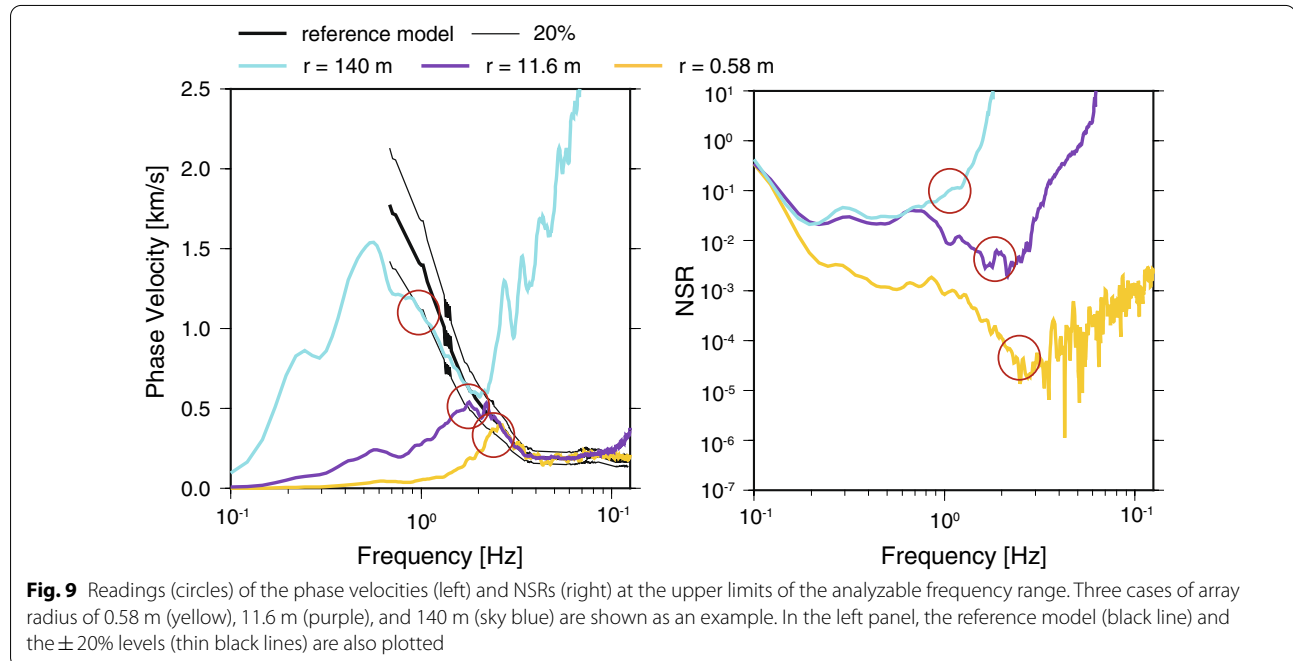 reference model 20%
r = 140 m r = 11.6 m r = 0.58 m
2.5
2.0
1.5
1.0
0.5
0.0
Phase Velocity [km/s]
10-1 100 10-1
Frequency [Hz]
101
100
10-1
10-2
10-3
10-4
10-5
10-6
10-7
NSR
10-1 100 10-1
Frequency [Hz]
Fig. 9 Readings (circles) of the phase velocities (left) and NSRs (right) at the upper limits of the analyzable frequency range. Three cases of array
radius of 0.58 m (yellow), 11.6 m (purple), and 140 m (sky blue) are shown as an example. In the left panel, the reference model (black line) and
the ± 20% levels (thin black lines) are also plotted